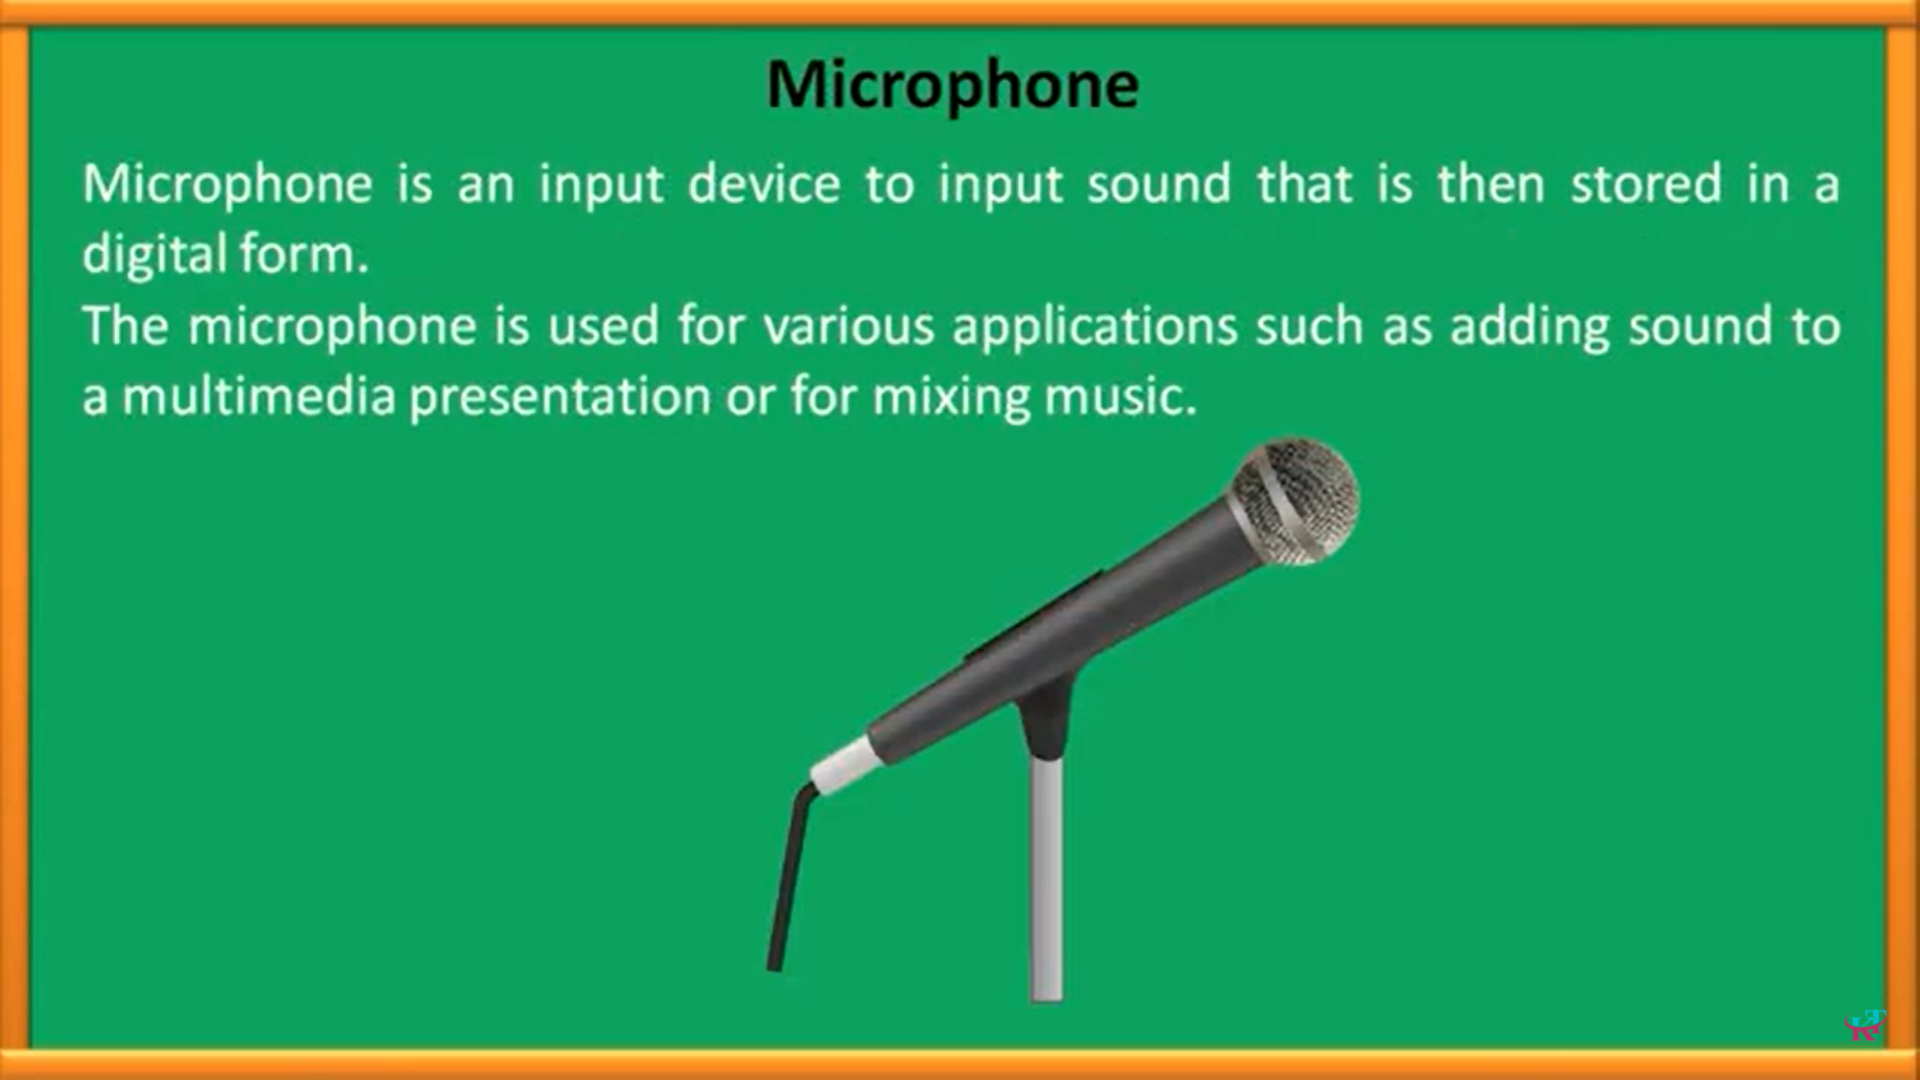 Microphone
Microphone is an input device to input sound that is then stored in a
digital form.
The microphone is used for various applications such as adding sound to
a multimedia presentation or for mixing music.